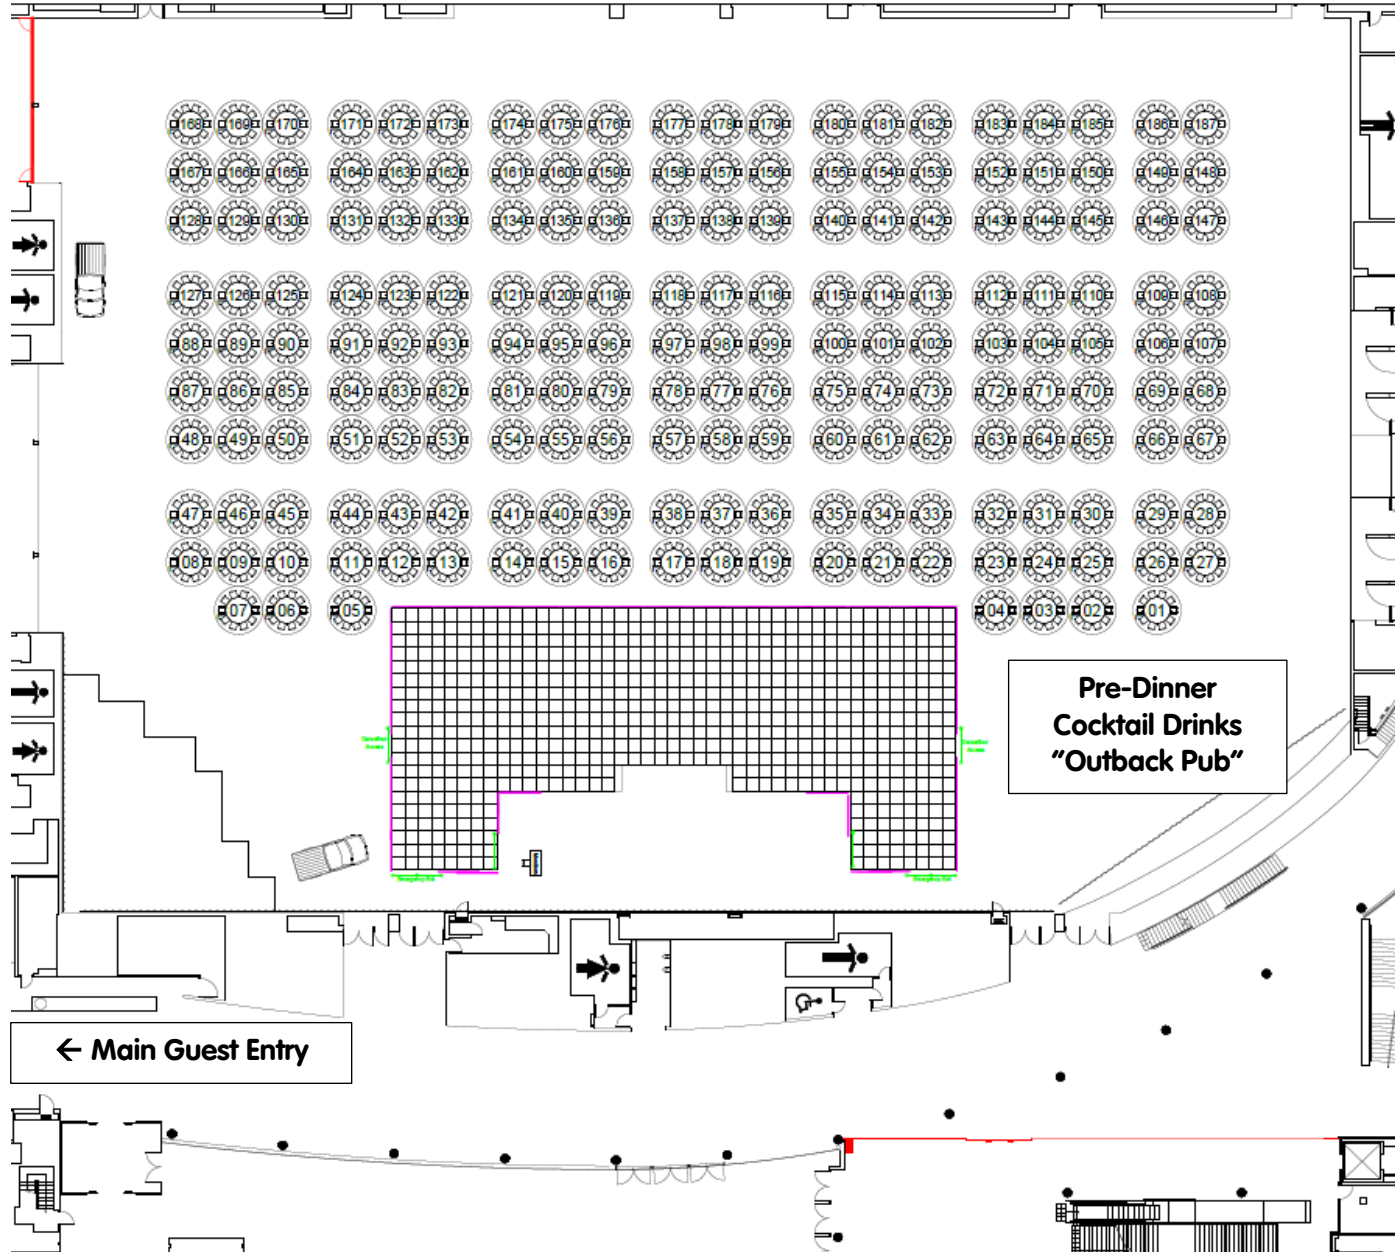 168 169 170 171 172 173 174 175 176 177 178 179 180 181 182 183 184 185 186 187
167 166 165 164 163 162 161 160 159 158 157 156 155 154 153 152 151 150 149 148
128 129 130 131 132 133 134 135 136 137 138 139 140 141 142 143 144 145 146 147
127 126 125 124 123 122 121 120 119 118 117 116 115 114 113 112 111 110 109 108
88 89 90 91 92 93 94 95 96 97 98 99 100 101 102 103 104 105 106 107
87 86 85 84 83 82 81 80 79 78 77 76 75 74 73 72 71 70 69 68
48 49 50 51 52 53 54 55 56 57 58 59 60 61 62 63 64 65 66 67
47 46 45 44 43 42 41 40 39 38 37 36 35 34 33 32 31 30 29 28
08 09 10 11 12 13 14 15 16 17 18 19 20 21 22 23 24 25 26 27
07 06 05 04 03 02 01
Pre-Dinner
Cocktail Drinks
"Outback Pub"
← Main Guest Entry